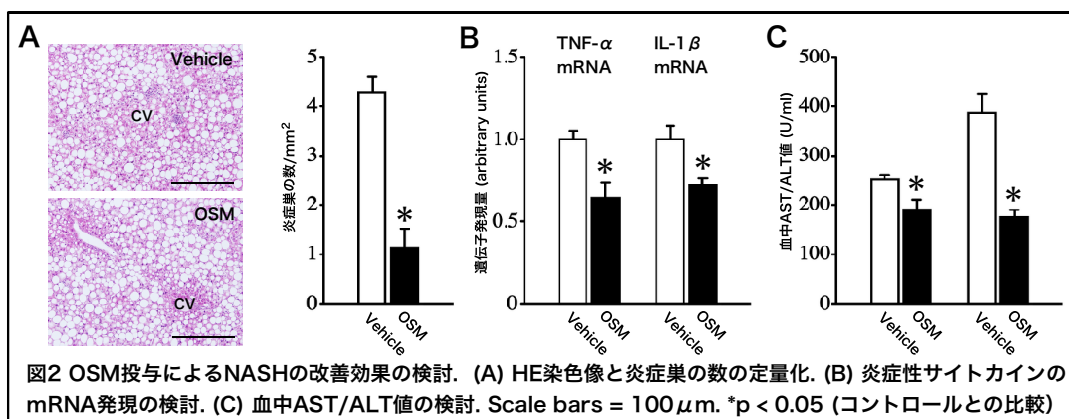 A
Vehicle
CV
OSM
CV
炎症巣の数/mm²
5
4
3
2
1
0
Vehicle
OSM
*
B
TNF-α
mRNA
IL-1β
mRNA
遺伝子発現量 (arbitrary units)
1.5
1.0
0.5
0
*
*
Vehicle
OSM
Vehicle
OSM
C
血中AST/ALT値 (U/ml)
500
400
300
200
100
0
*
*
Vehicle
OSM
Vehicle
OSM
図2 OSM投与によるNASHの改善効果の検討. (A) HE染色像と炎症巣の数の定量化. (B) 炎症性サイトカインの
mRNA発現の検討. (C) 血中AST/ALT値の検討. Scale bars = 100μm. *p < 0.05 (コントロールとの比較)